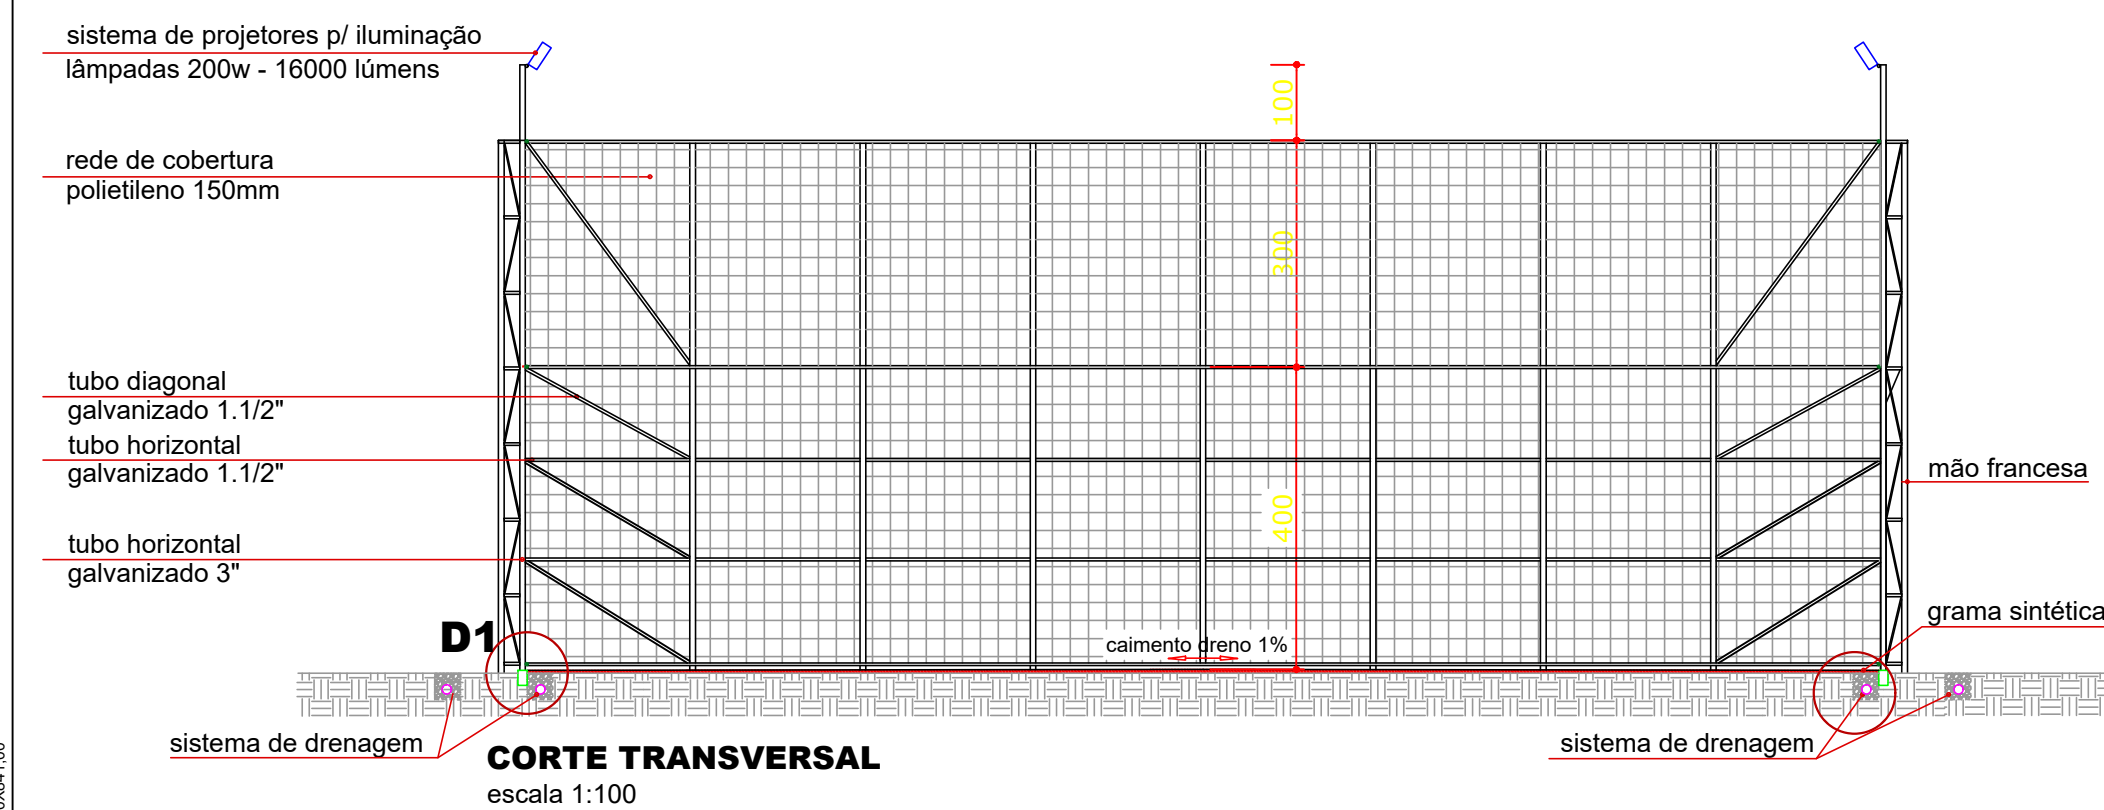 sistema de projetores p/ iluminação
lâmpadas 200w - 16000 lúmens
100
rede de cobertura
polietileno 150mm
300
tubo diagonal
galvanizado 1.1/2"
tubo horizontal
galvanizado 1.1/2"
mão francesa
400
tubo horizontal
galvanizado 3"
grama sintética
D1
caimento dreno 1%
sistema de drenagem
sistema de drenagem
CORTE TRANSVERSAL
escala 1:100